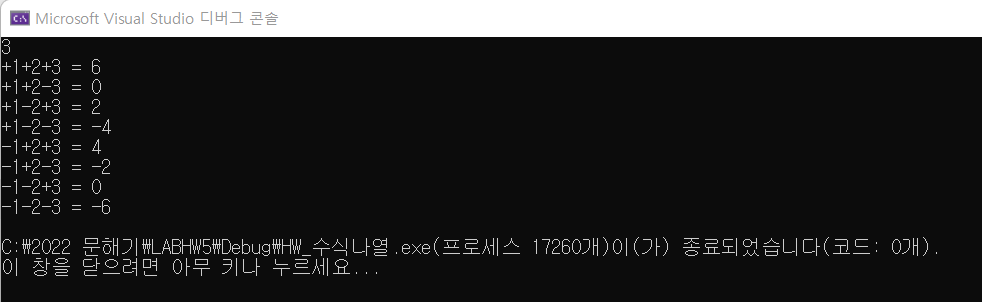 Microsoft Visual Studio 디버그 콘솔
3
+1+2+3 = 6
+1+2-3 = 0
+1-2+3 = 2
+1-2-3 = -4
-1+2+3 = 4
-1+2-3 = -2
-1-2+3 = 0
-1-2-3 = -6
C:₩2022 문해기₩LABHW5₩Debug₩HW_수식나열.exe(프로세스 17260개)이(가) 종료되었습니다(코드: 0개).
이 창을 닫으려면 아무 키나 누르세요...